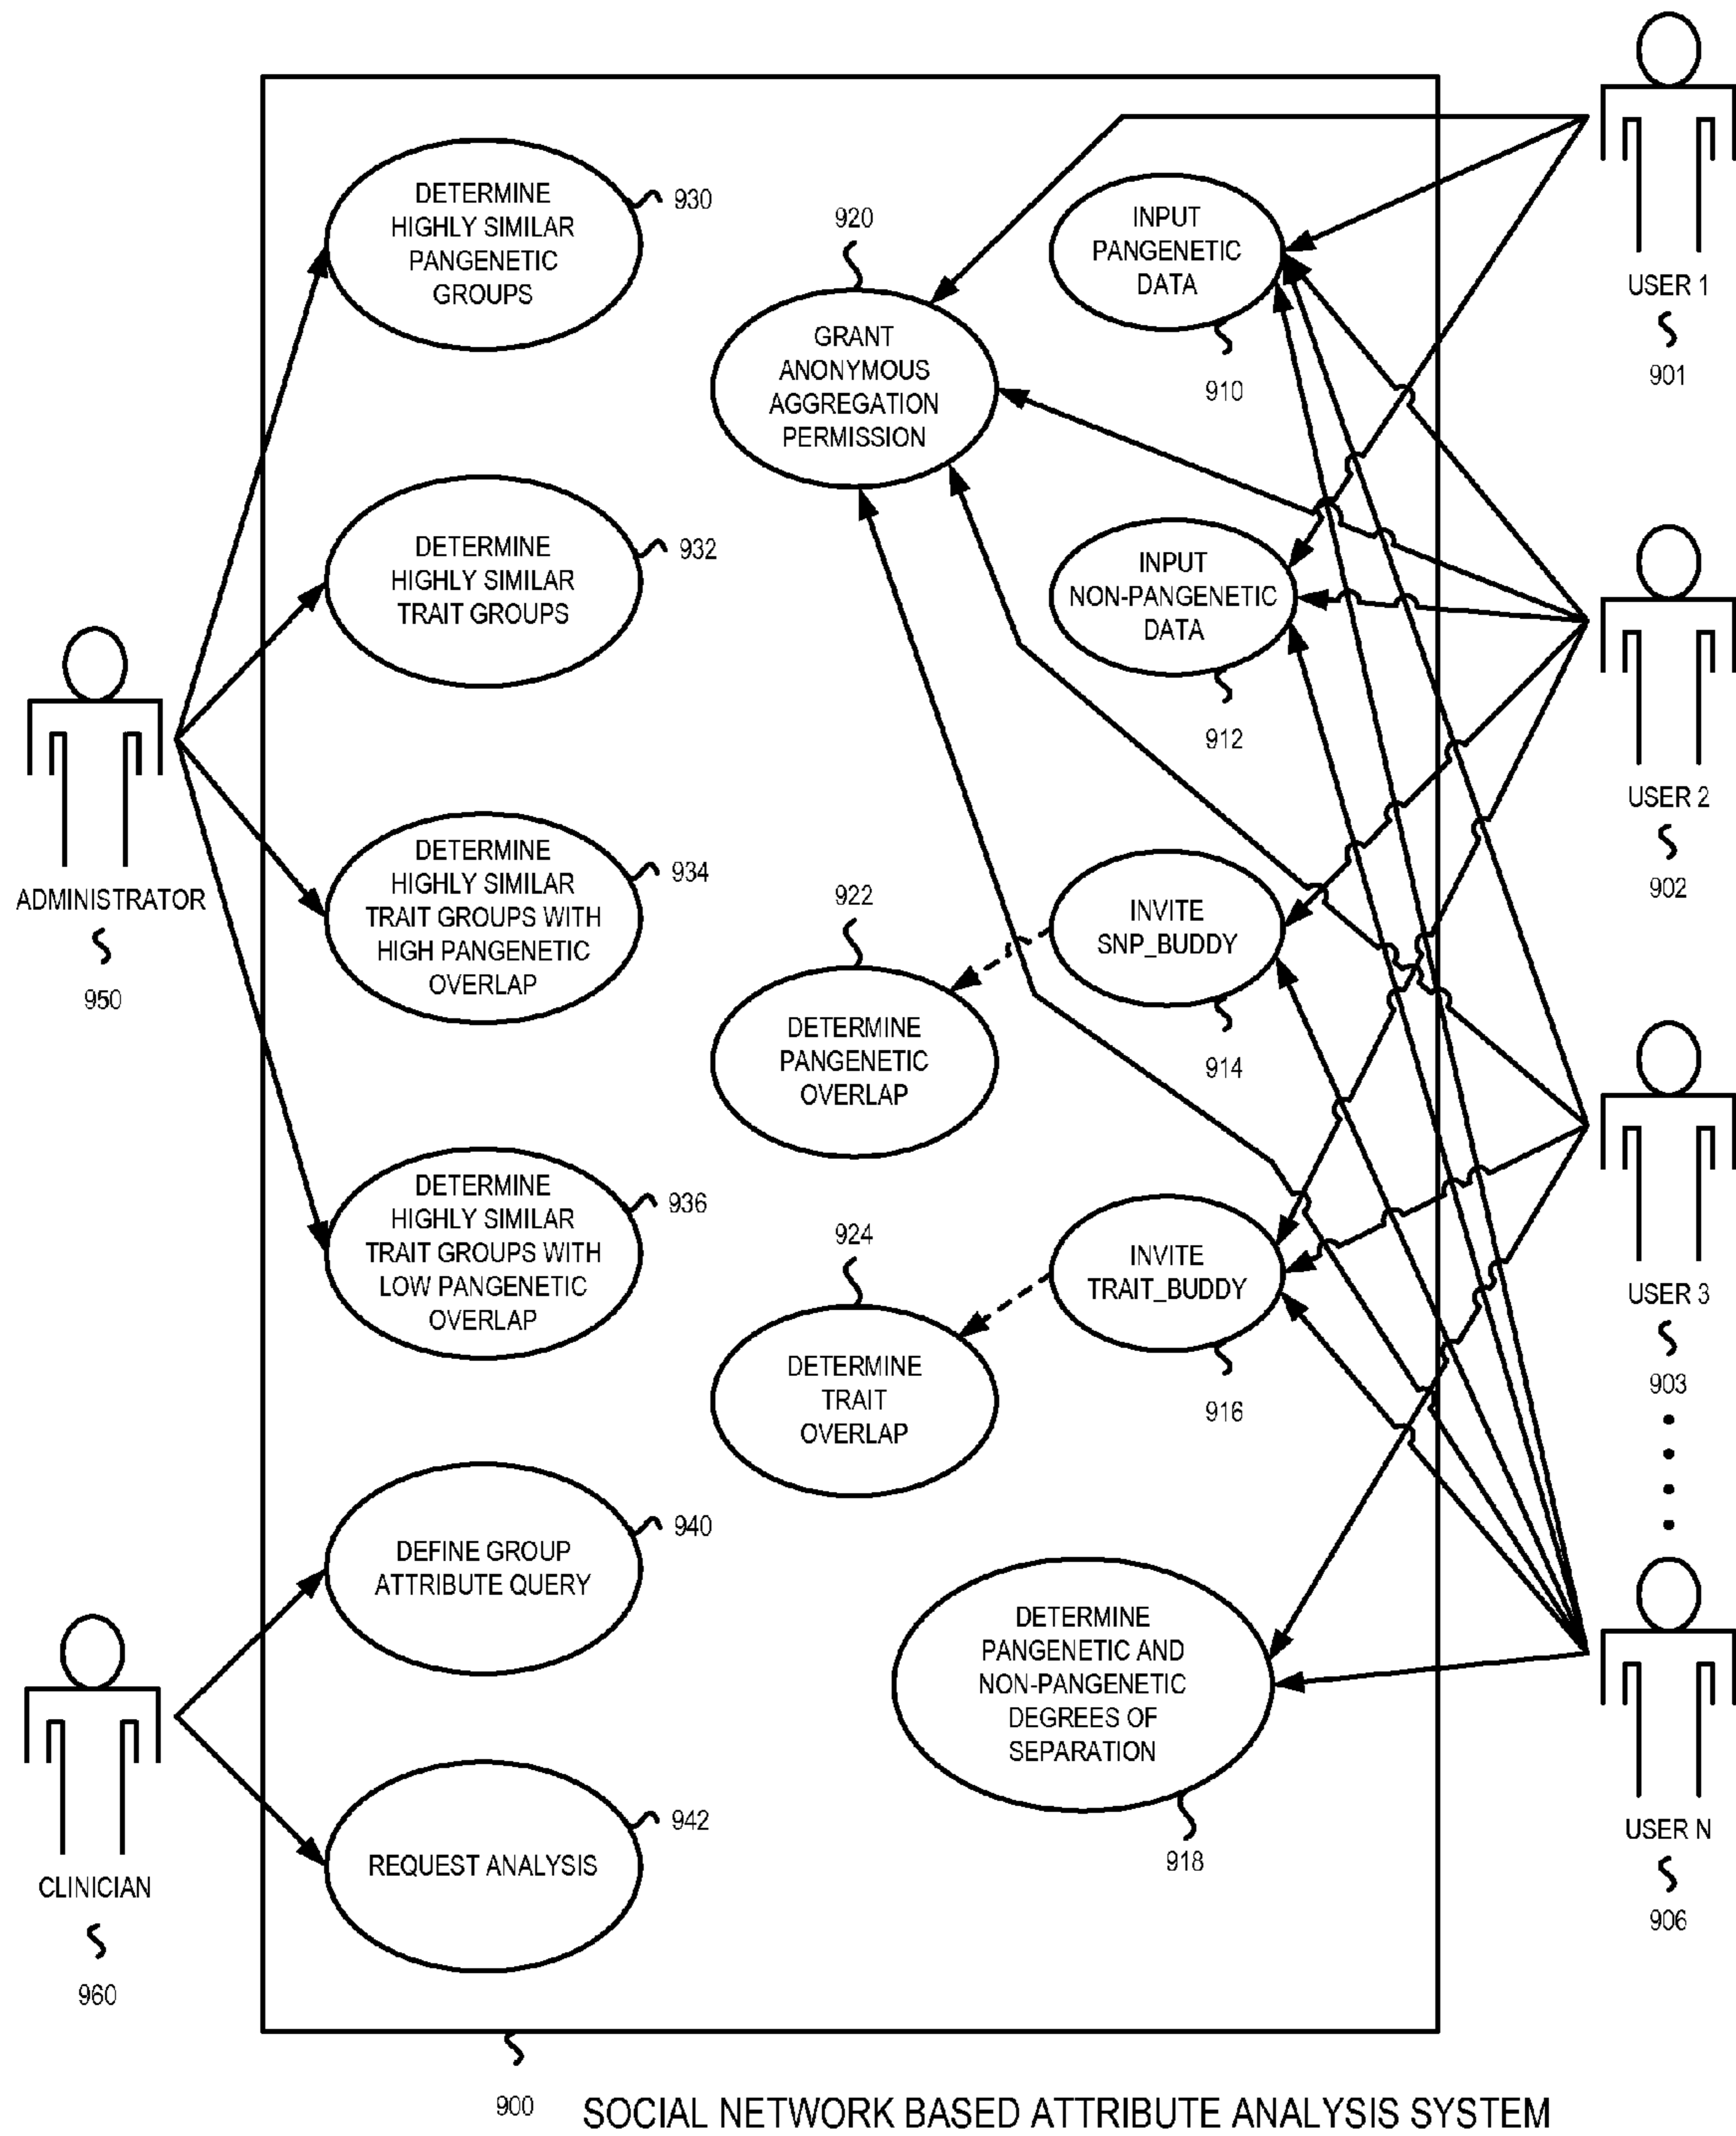 DETERMINE
HIGHLY SIMILAR
PANGENETIC
GROUPS
930
DETERMINE
HIGHLY SIMILAR
TRAIT GROUPS
932
DETERMINE
HIGHLY SIMILAR
TRAIT GROUPS WITH
HIGH PANGENETIC
OVERLAP
934
DETERMINE
HIGHLY SIMILAR
TRAIT GROUPS WITH
LOW PANGENETIC
OVERLAP
936
DEFINE GROUP
ATTRIBUTE QUERY
940
REQUEST ANALYSIS
942
ADMINISTRATOR
950
CLINICIAN
960
920
GRANT
ANONYMOUS
AGGREGATION
PERMISSION
922
DETERMINE
PANGENETIC
OVERLAP
924
DETERMINE
TRAIT
OVERLAP
INPUT
PANGENETIC
DATA
910
INPUT
NON-PANGENETIC
DATA
912
INVITE
SNP_BUDDY
914
INVITE
TRAIT_BUDDY
916
DETERMINE
PANGENETIC AND
NON-PANGENETIC
DEGREES OF
SEPARATION
918
USER 1
901
USER 2
902
USER 3
903
USER N
906
900
SOCIAL NETWORK BASED ATTRIBUTE ANALYSIS SYSTEM